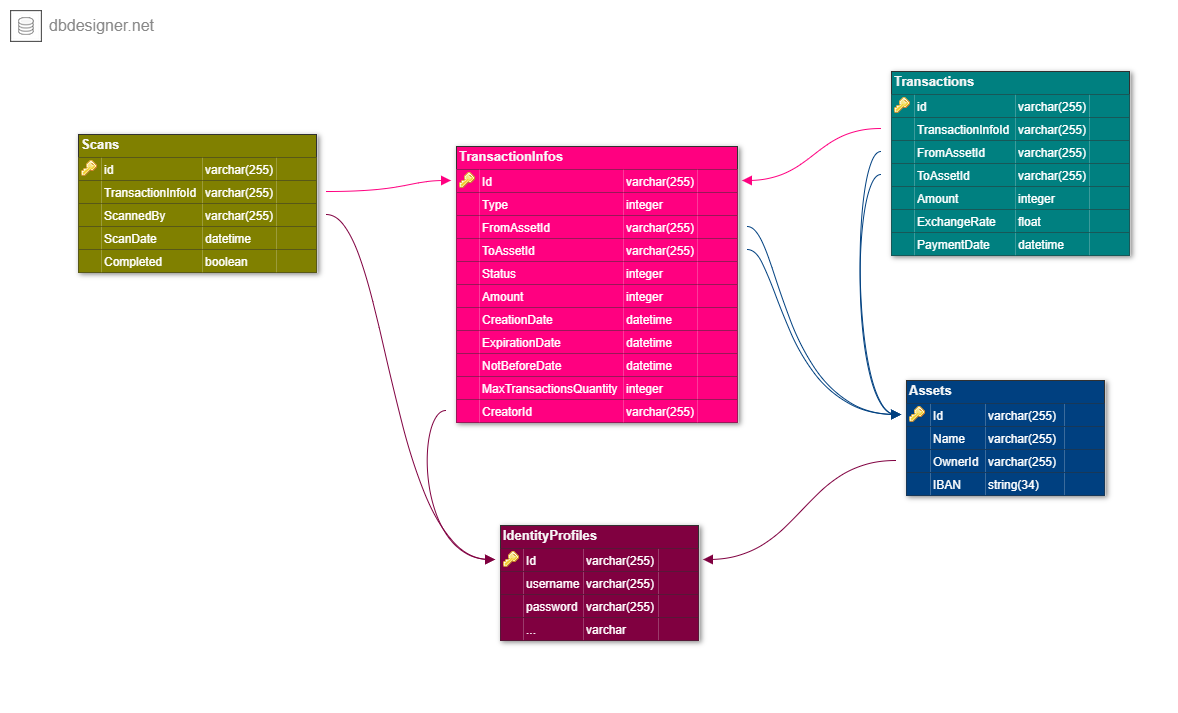 dbdesigner.net
Scans
id varchar(255)
TransactionInfoId varchar(255)
ScannedBy varchar(255)
ScanDate datetime
Completed boolean
TransactionInfos
Id varchar(255)
Type integer
FromAssetId varchar(255)
ToAssetId varchar(255)
Status integer
Amount integer
CreationDate datetime
ExpirationDate datetime
NotBeforeDate datetime
MaxTransactionsQuantity integer
CreatorId varchar(255)
Transactions
id varchar(255)
TransactionInfoId varchar(255)
FromAssetId varchar(255)
ToAssetId varchar(255)
Amount integer
ExchangeRate float
PaymentDate datetime
Assets
Id varchar(255)
Name varchar(255)
OwnerId varchar(255)
IBAN string(34)
IdentityProfiles
Id varchar(255)
username varchar(255)
password varchar(255)
... varchar